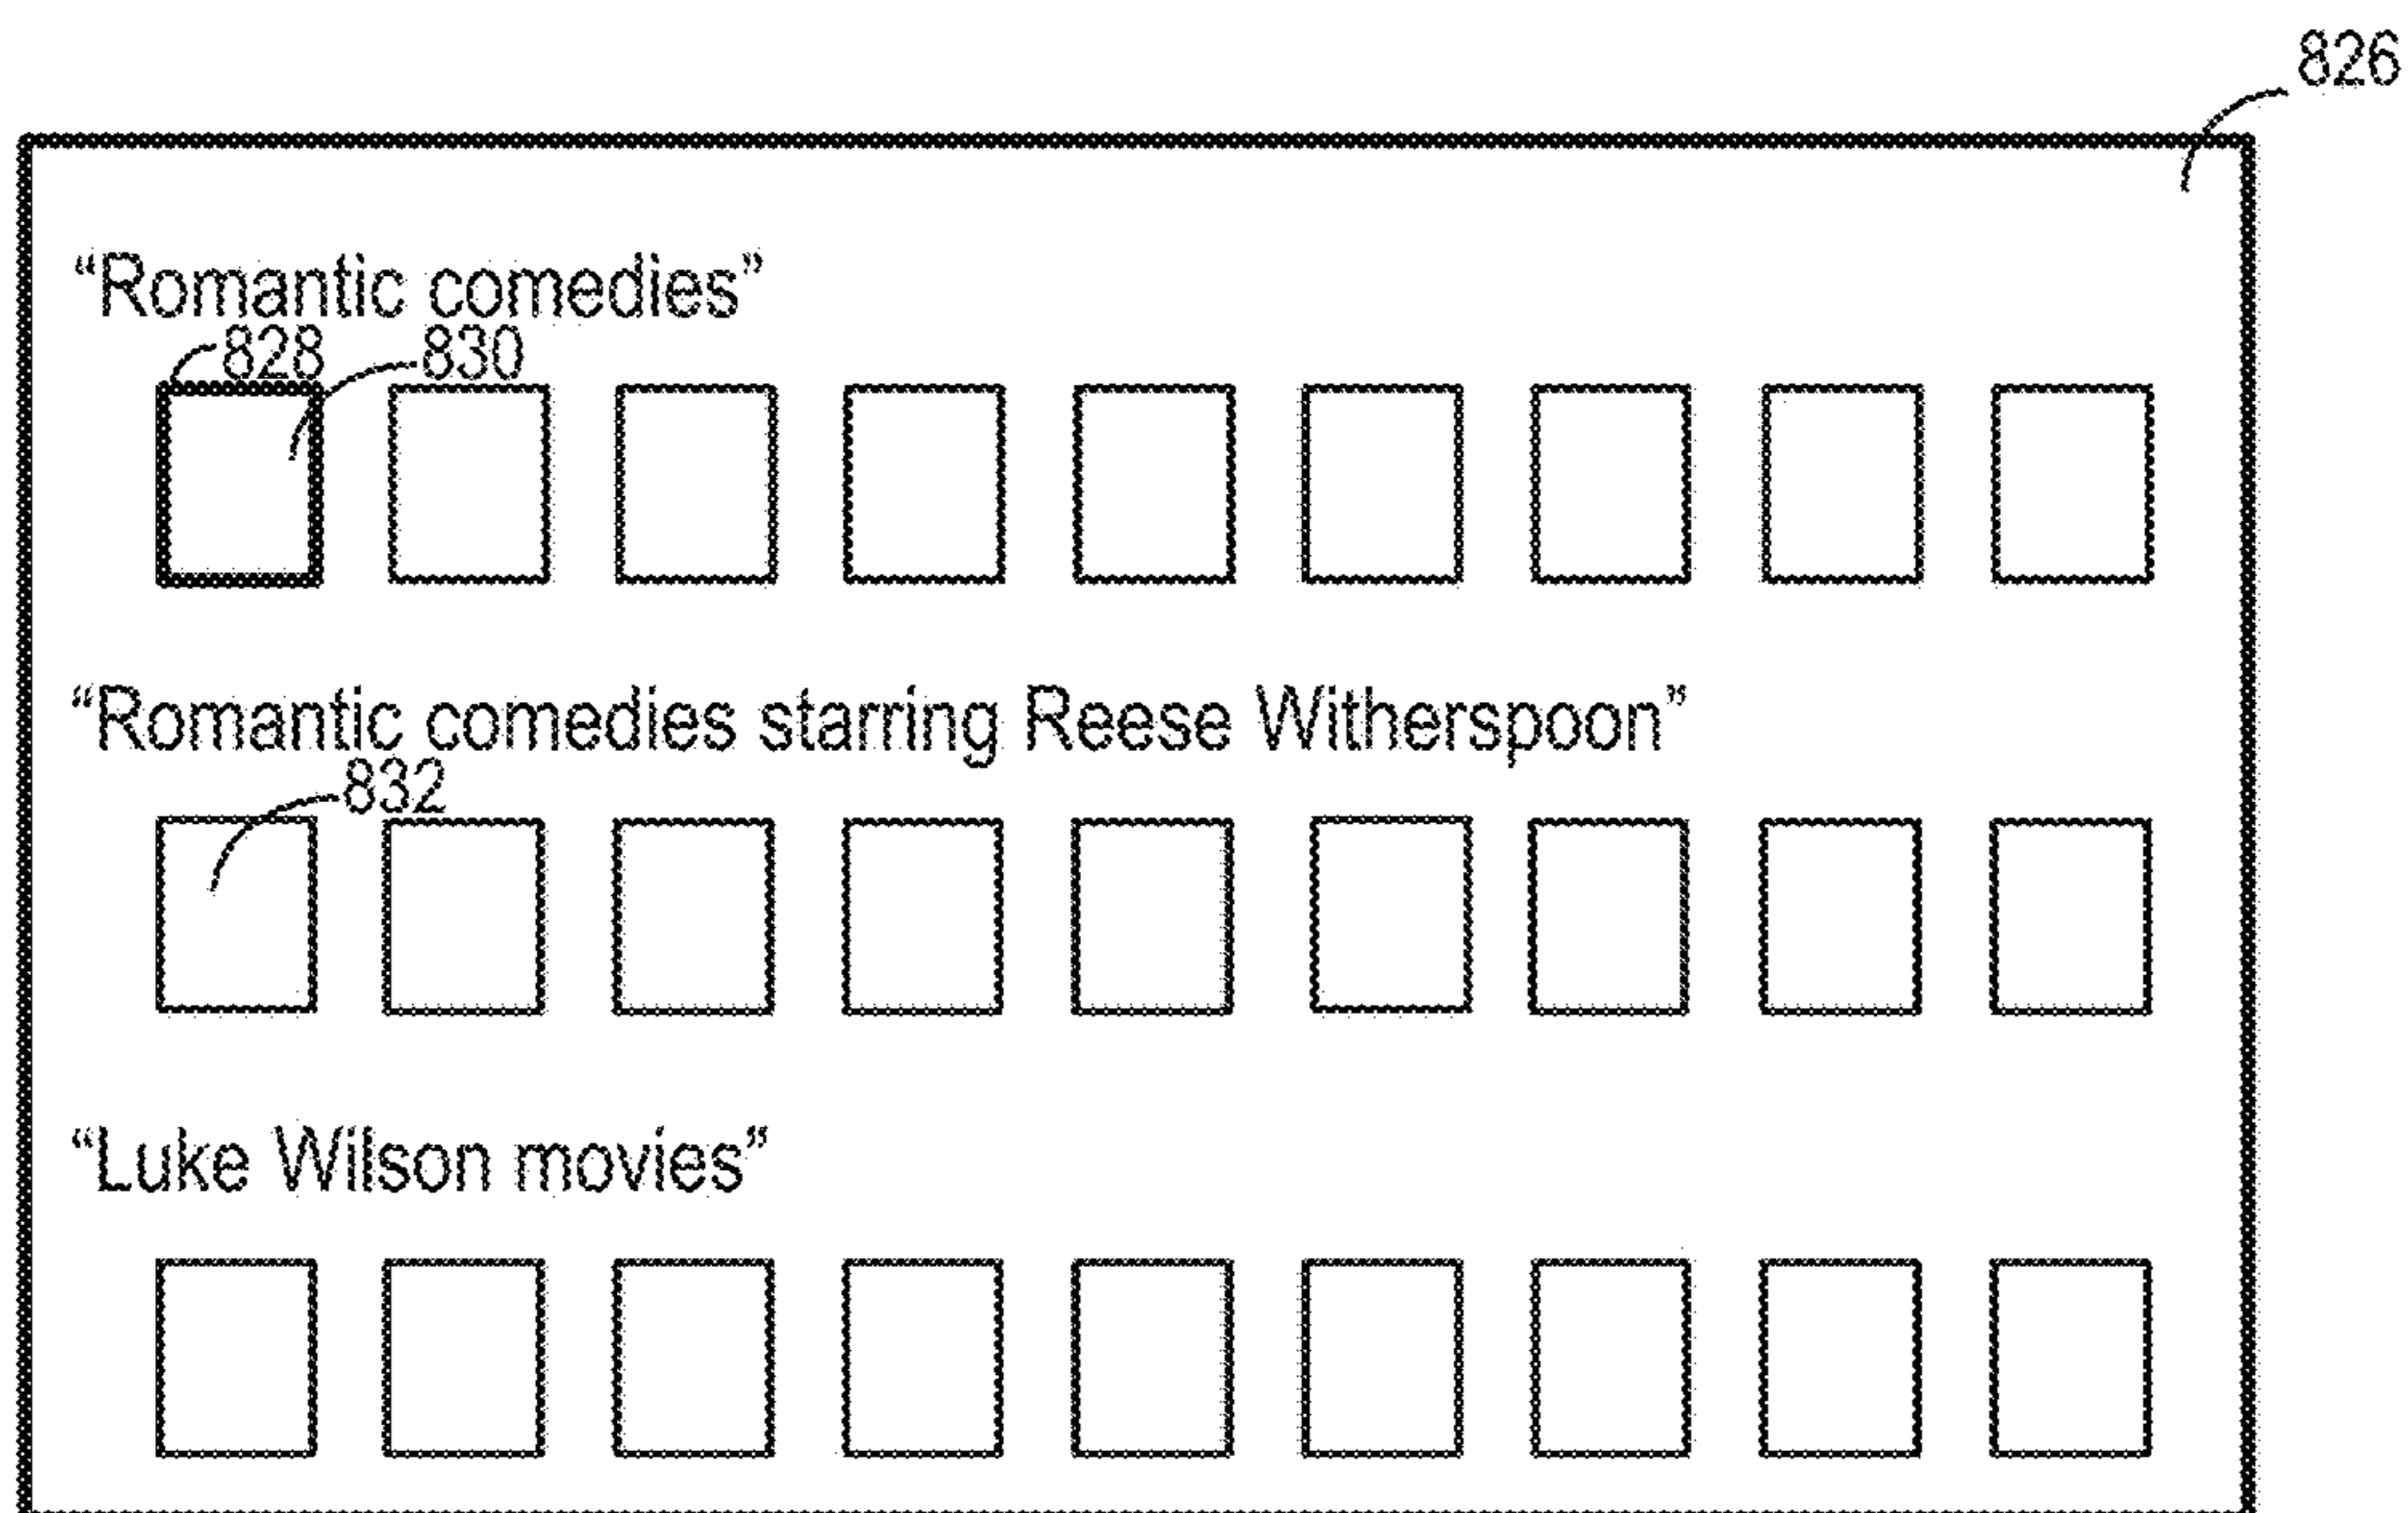 826
“Romantic comedies”
828 830
“Romantic comedies starring Reese Witherspoon”
832
“Luke Wilson movies”